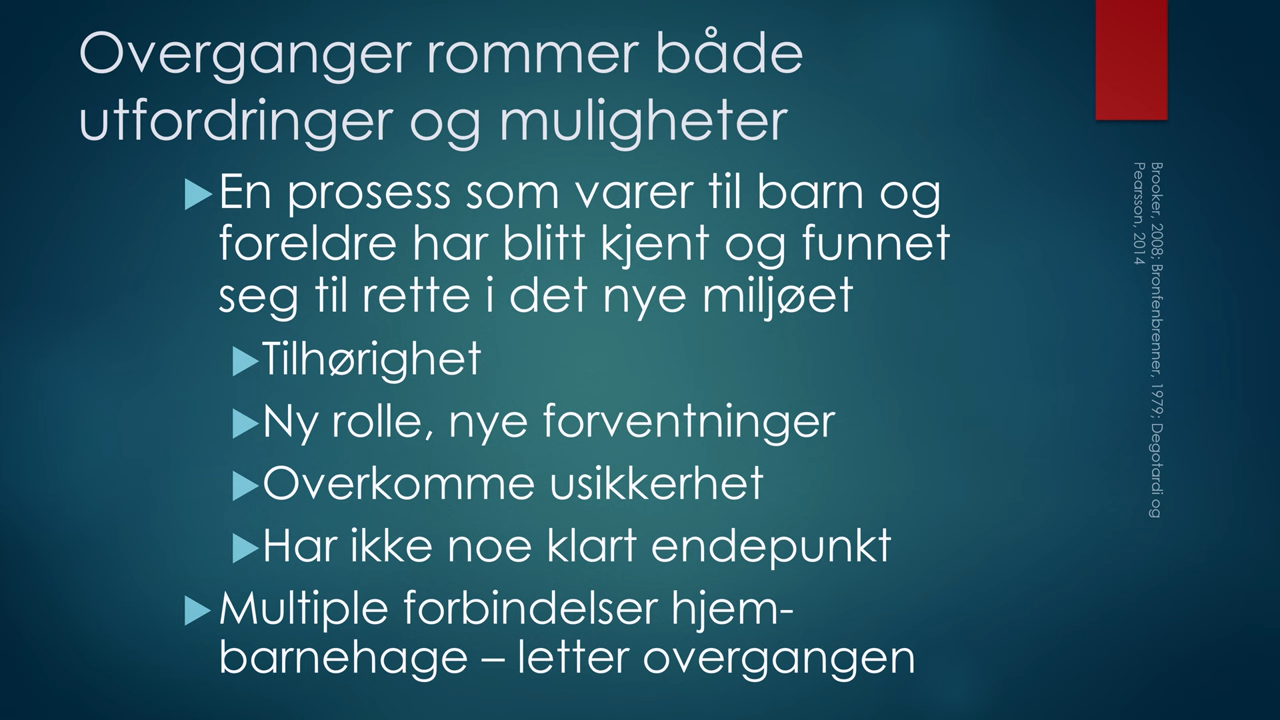 Overganger rommer både
utfordringer og muligheter
En prosess som varer til barn og
foreldre har blitt kjent og funnet
seg til rette i det nye miljøet
Tilhørighet
Ny rolle, nye forventninger
Overkomme usikkerhet
Har ikke noe klart endepunkt
Multiple forbindelser hjem-
barnehage – letter overgangen
Brooker, 2008; Bronfenbrenner, 1979; Degotardi og
Pearsson, 2014